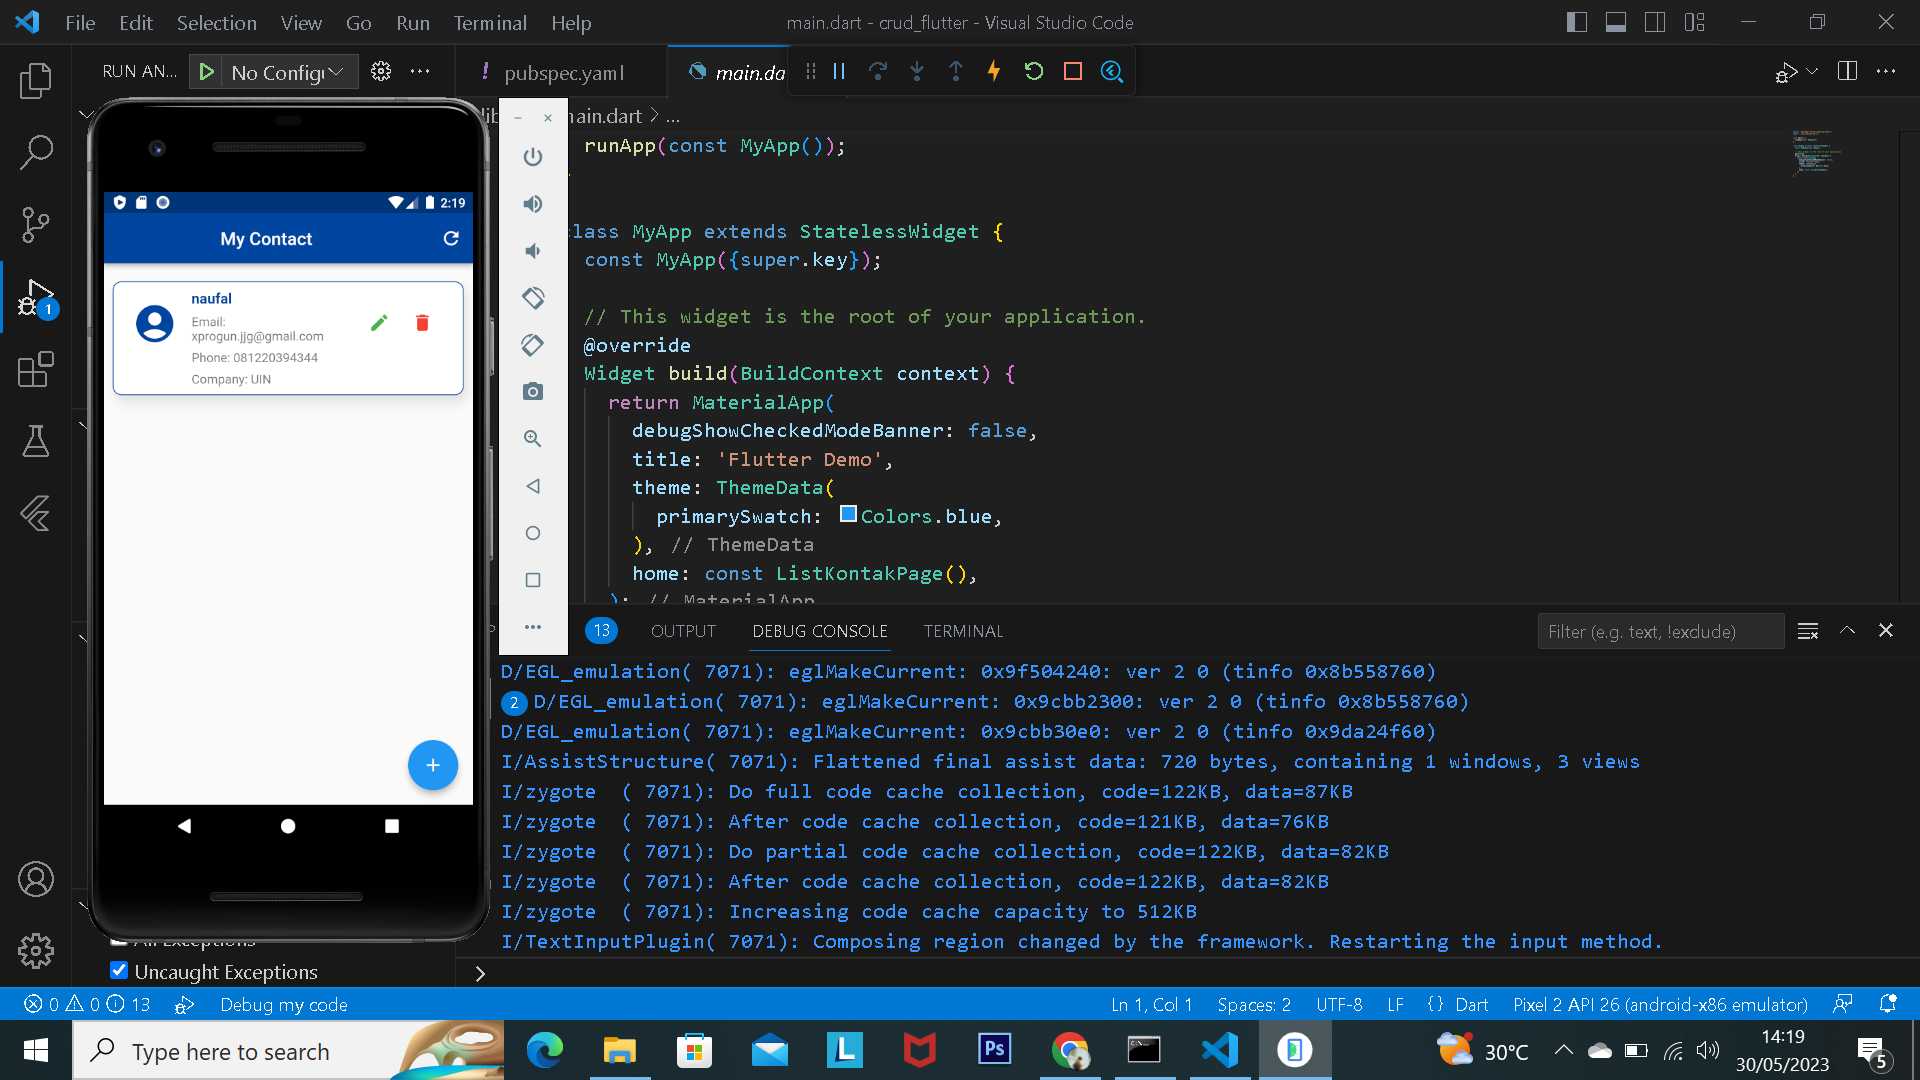 File Edit Selection View Go Run Terminal Help
main.dart - crud_flutter - Visual Studio Code
RUN AN...
No Config
pubspec.yaml
main.da
main.dart > ...
runApp(const MyApp());
class MyApp extends StatelessWidget {
const MyApp({super.key});
// This widget is the root of your application.
@override
Widget build(BuildContext context) {
return MaterialApp(
debugShowCheckedModeBanner: false,
title: 'Flutter Demo',
theme: ThemeData(
primarySwatch: Colors.blue,
), // ThemeData
home: const ListKontakPage(),
); // MaterialApp
2:19
My Contact
naufal
Email:
xprogun.jjg@gmail.com
Phone: 081220394344
Company: UIN
+
1
13
OUTPUT
DEBUG CONSOLE
TERMINAL
Filter (e.g. text, !exclude)
D/EGL_emulation( 7071): eglMakeCurrent: 0x9f504240: ver 2 0 (tinfo 0x8b558760)
2 D/EGL_emulation( 7071): eglMakeCurrent: 0x9cbb2300: ver 2 0 (tinfo 0x8b558760)
D/EGL_emulation( 7071): eglMakeCurrent: 0x9cbb30e0: ver 2 0 (tinfo 0x9da24f60)
I/AssistStructure( 7071): Flattened final assist data: 720 bytes, containing 1 windows, 3 views
I/zygote  ( 7071): Do full code cache collection, code=122KB, data=87KB
I/zygote  ( 7071): After code cache collection, code=121KB, data=76KB
I/zygote  ( 7071): Do partial code cache collection, code=122KB, data=82KB
I/zygote  ( 7071): After code cache collection, code=122KB, data=82KB
I/zygote  ( 7071): Increasing code cache capacity to 512KB
I/TextInputPlugin( 7071): Composing region changed by the framework. Restarting the input method.
All Exceptions
Uncaught Exceptions
0 0 13
Debug my code
Ln 1, Col 1
Spaces: 2
UTF-8
LF
{} Dart
Pixel 2 API 26 (android-x86 emulator)
Type here to search
L
Ps
30°C
14:19
30/05/2023
5